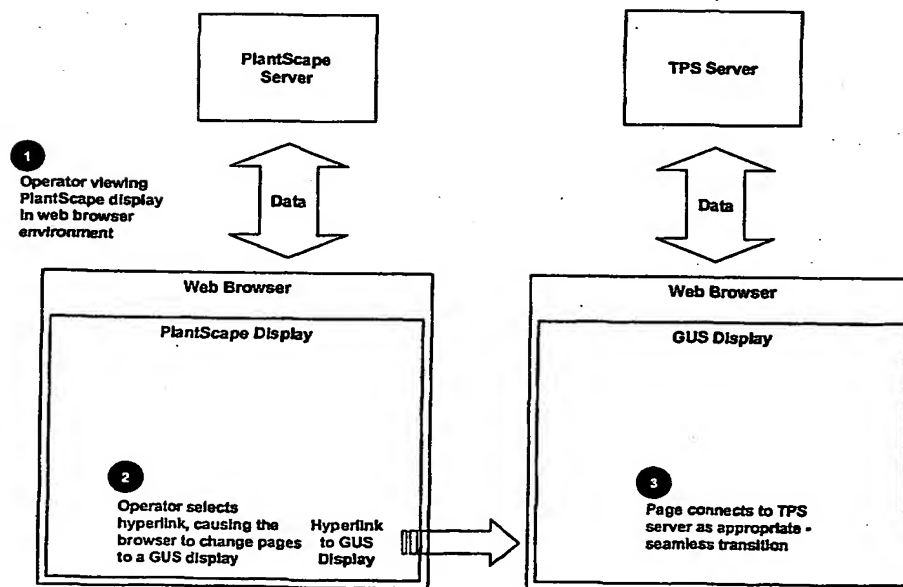 PlantScape
Server
TPS Server
1
Operator viewing
PlantScape display
in web browser
environment
Data
Data
Web Browser
PlantScape Display
2
Operator selects
hyperlink, causing the
browser to change pages
to a GUS display
Hyperlink
to GUS
Display
Web Browser
GUS Display
3
Page connects to TPS
server as appropriate -
seamless transition